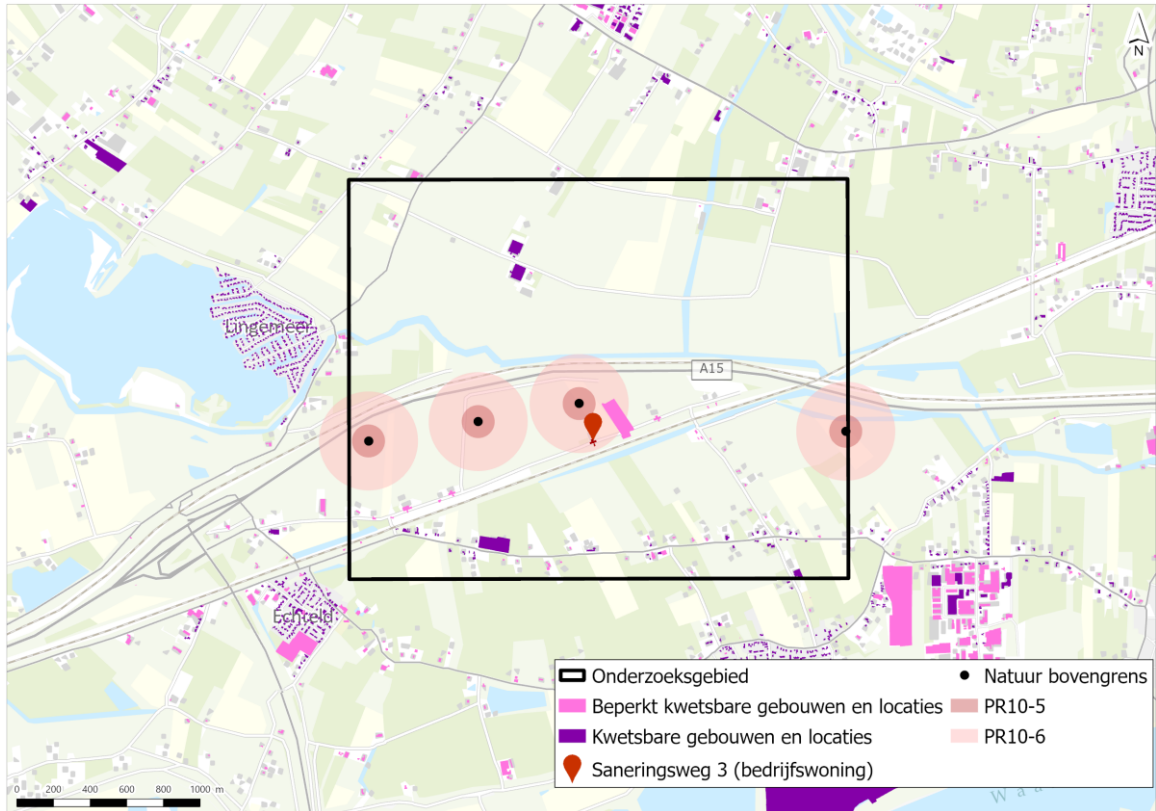 N
Lingemeer
A15
Echteld
Onderzoeksgebied
Beperkt kwetsbare gebouwen en locaties
Kwetsbare gebouwen en locaties
Saneringsweg 3 (bedrijfswoning)
Natuur bovengrens
PR10-5
PR10-6
0 200 400 600 800 1000 m
Waal